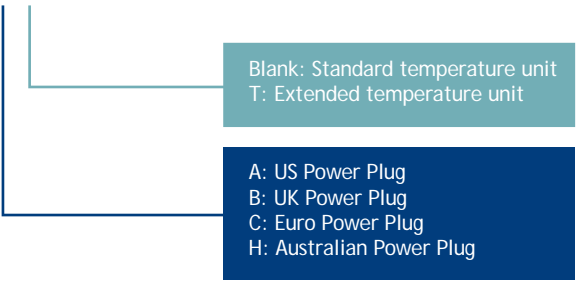 Blank: Standard temperature unit
T: Extended temperature unit
A: US Power Plug
B: UK Power Plug
C: Euro Power Plug
H: Australian Power Plug